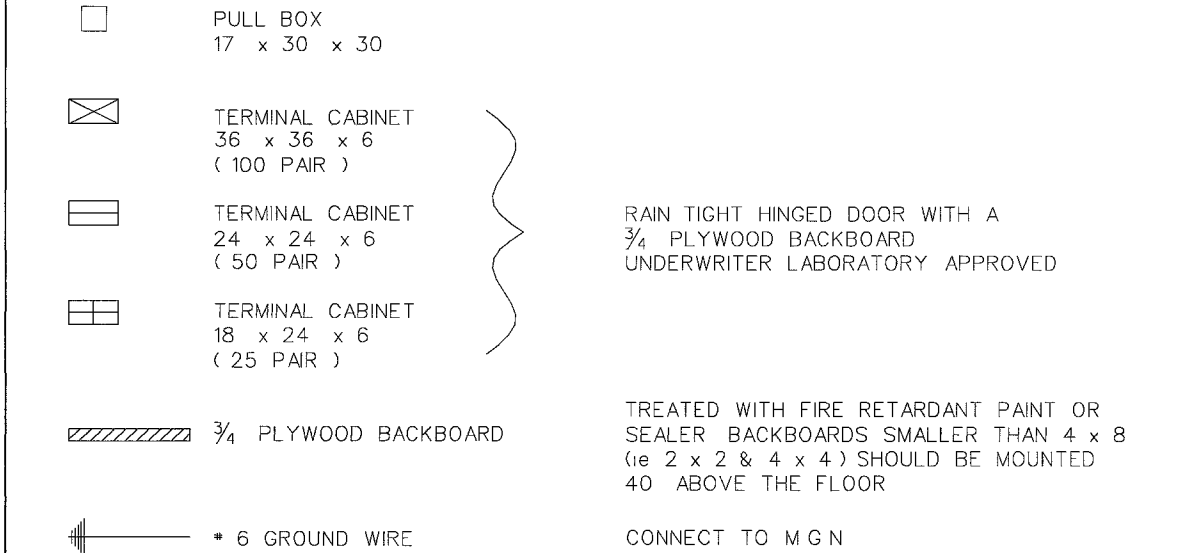 PULL BOX
17 x 30 x 30
TERMINAL CABINET
36 x 36 x 6
( 100 PAIR )
TERMINAL CABINET
24 x 24 x 6
( 50 PAIR )
TERMINAL CABINET
18 x 24 x 6
( 25 PAIR )
RAIN TIGHT HINGED DOOR WITH A
¾ PLYWOOD BACKBOARD
UNDERWRITER LABORATORY APPROVED
¾ PLYWOOD BACKBOARD
TREATED WITH FIRE RETARDANT PAINT OR
SEALER BACKBOARDS SMALLER THAN 4 x 8
(ie 2 x 2 & 4 x 4 ) SHOULD BE MOUNTED
40 ABOVE THE FLOOR
# 6 GROUND WIRE
CONNECT TO M G N